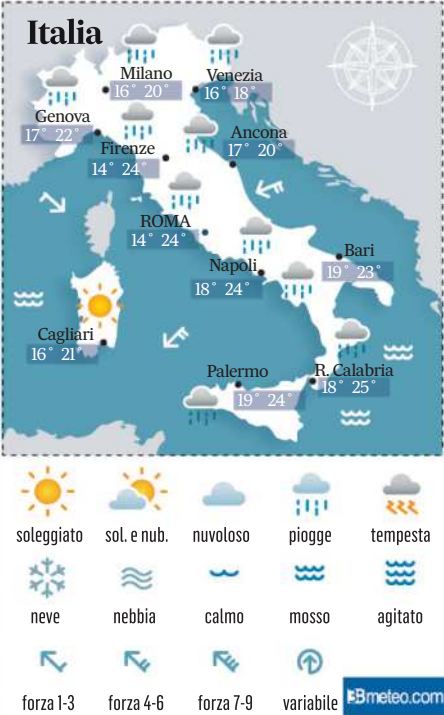 Italia
Milano
16° 20°
Venezia
16° 18°
Genova
17° 22°
Firenze
14° 24°
Ancona
17° 20°
ROMA
14° 24°
Napoli
18° 24°
Bari
19° 23°
Cagliari
16° 21°
Palermo
19° 24°
R. Calabria
18° 25°
soleggiato
sol. e nub.
nuvoloso
piogge
tempesta
neve
nebbia
calmo
mosso
agitato
forza 1-3
forza 4-6
forza 7-9
variabile
3Bmeteo.com